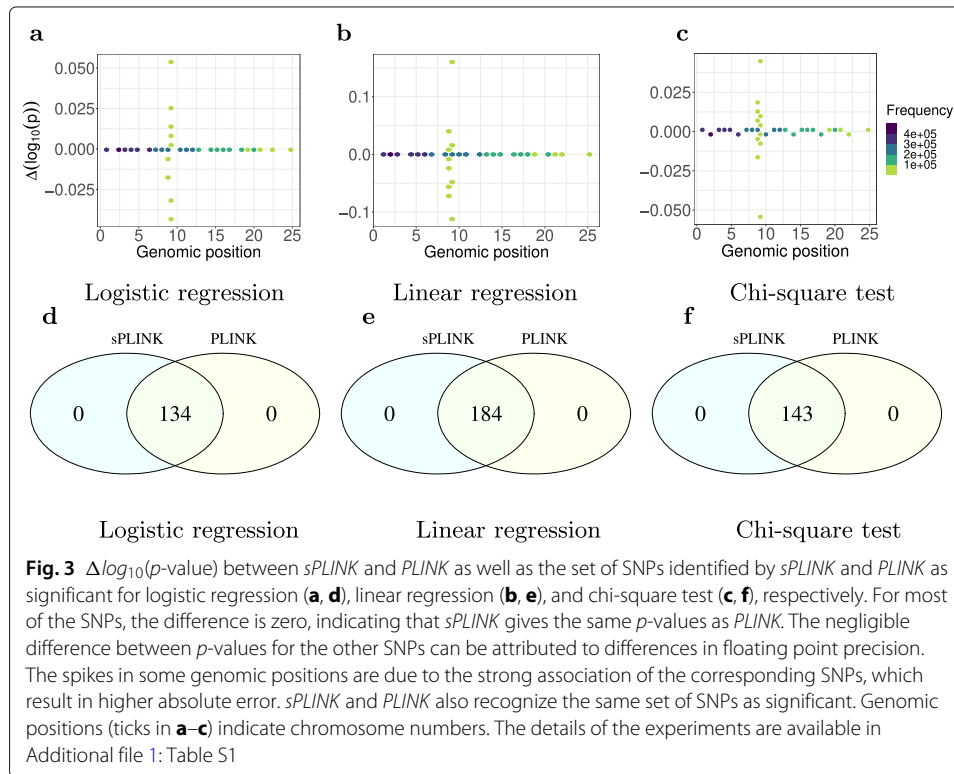 a
b
c
Δ(log10(p))
0.050
0.025
0.000
−0.025
0 5 10 15 20 25
Genomic position
0.1
0.0
−0.1
0 5 10 15 20 25
Genomic position
0.050
0.025
0.000
−0.025
−0.050
0 5 10 15 20 25
Genomic position
Frequency
4e+05
3e+05
2e+05
1e+05
Logistic regression
Linear regression
Chi-square test
d
e
f
sPLINK PLINK
0 134 0
sPLINK PLINK
0 184 0
sPLINK PLINK
0 143 0
Logistic regression
Linear regression
Chi-square test
Fig. 3 Δlog10(p-value) between sPLINK and PLINK as well as the set of SNPs identified by sPLINK and PLINK as
significant for logistic regression (a, d), linear regression (b, e), and chi-square test (c, f), respectively. For most
of the SNPs, the difference is zero, indicating that sPLINK gives the same p-values as PLINK. The negligible
difference between p-values for the other SNPs can be attributed to differences in floating point precision.
The spikes in some genomic positions are due to the strong association of the corresponding SNPs, which
result in higher absolute error. sPLINK and PLINK also recognize the same set of SNPs as significant. Genomic
positions (ticks in a–c) indicate chromosome numbers. The details of the experiments are available in
Additional file 1: Table S1